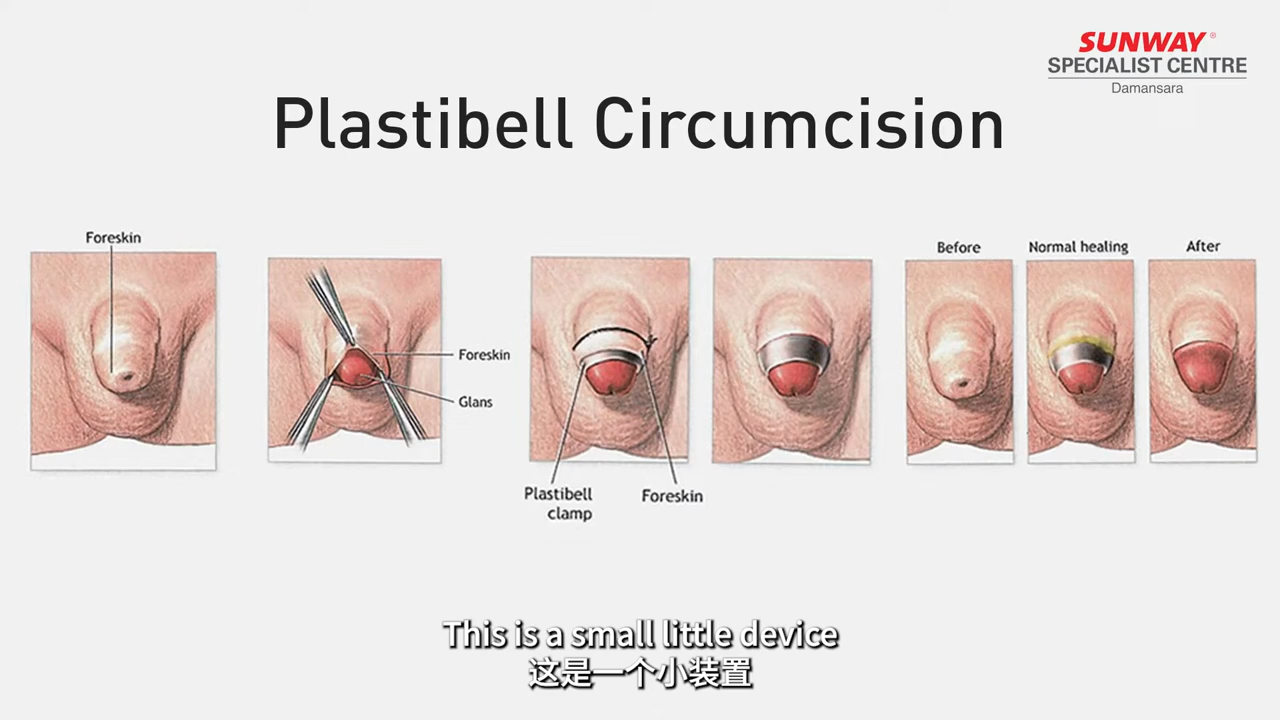 SUNWAY®
SPECIALIST CENTRE
Damansara
Plastibell Circumcision
Foreskin
Foreskin
Glans
Plastibell
clamp
Foreskin
Before
Normal healing
After
This is a small little device
这是一个小装置